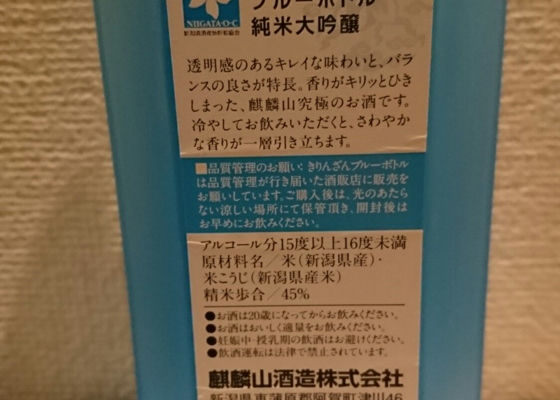 ブルーボトル
NIIGATA・O・C
純米大吟醸
透明感のあるキレイな味わいと、バラ
ンスの良さが特長。香りがキリッとひき
しまった、麒麟山究極のお酒です。
冷やしてお飲みいただくと、さわやか
な香りが一層引き立ちます。
■品質管理のお願い：きりんざんブルーボトル
は品質管理が行き届いた酒販店に販売を
お願いしています。ご購入後は、光のあたら
ない涼しい場所にて保管頂き、開封後は
お早めにお飲みください。
アルコール分15度以上16度未満
原材料名／米(新潟県産)・
米こうじ(新潟県産米)
精米歩合／45%
●お酒は20歳になってからお飲みください。
●お酒はおいしく適量をお飲みください。
●妊娠中・授乳期の飲酒はお避けください。
●飲酒運転は法律で禁止されています。
麒麟山酒造株式会社
新潟県東蒲原郡阿賀町津川46